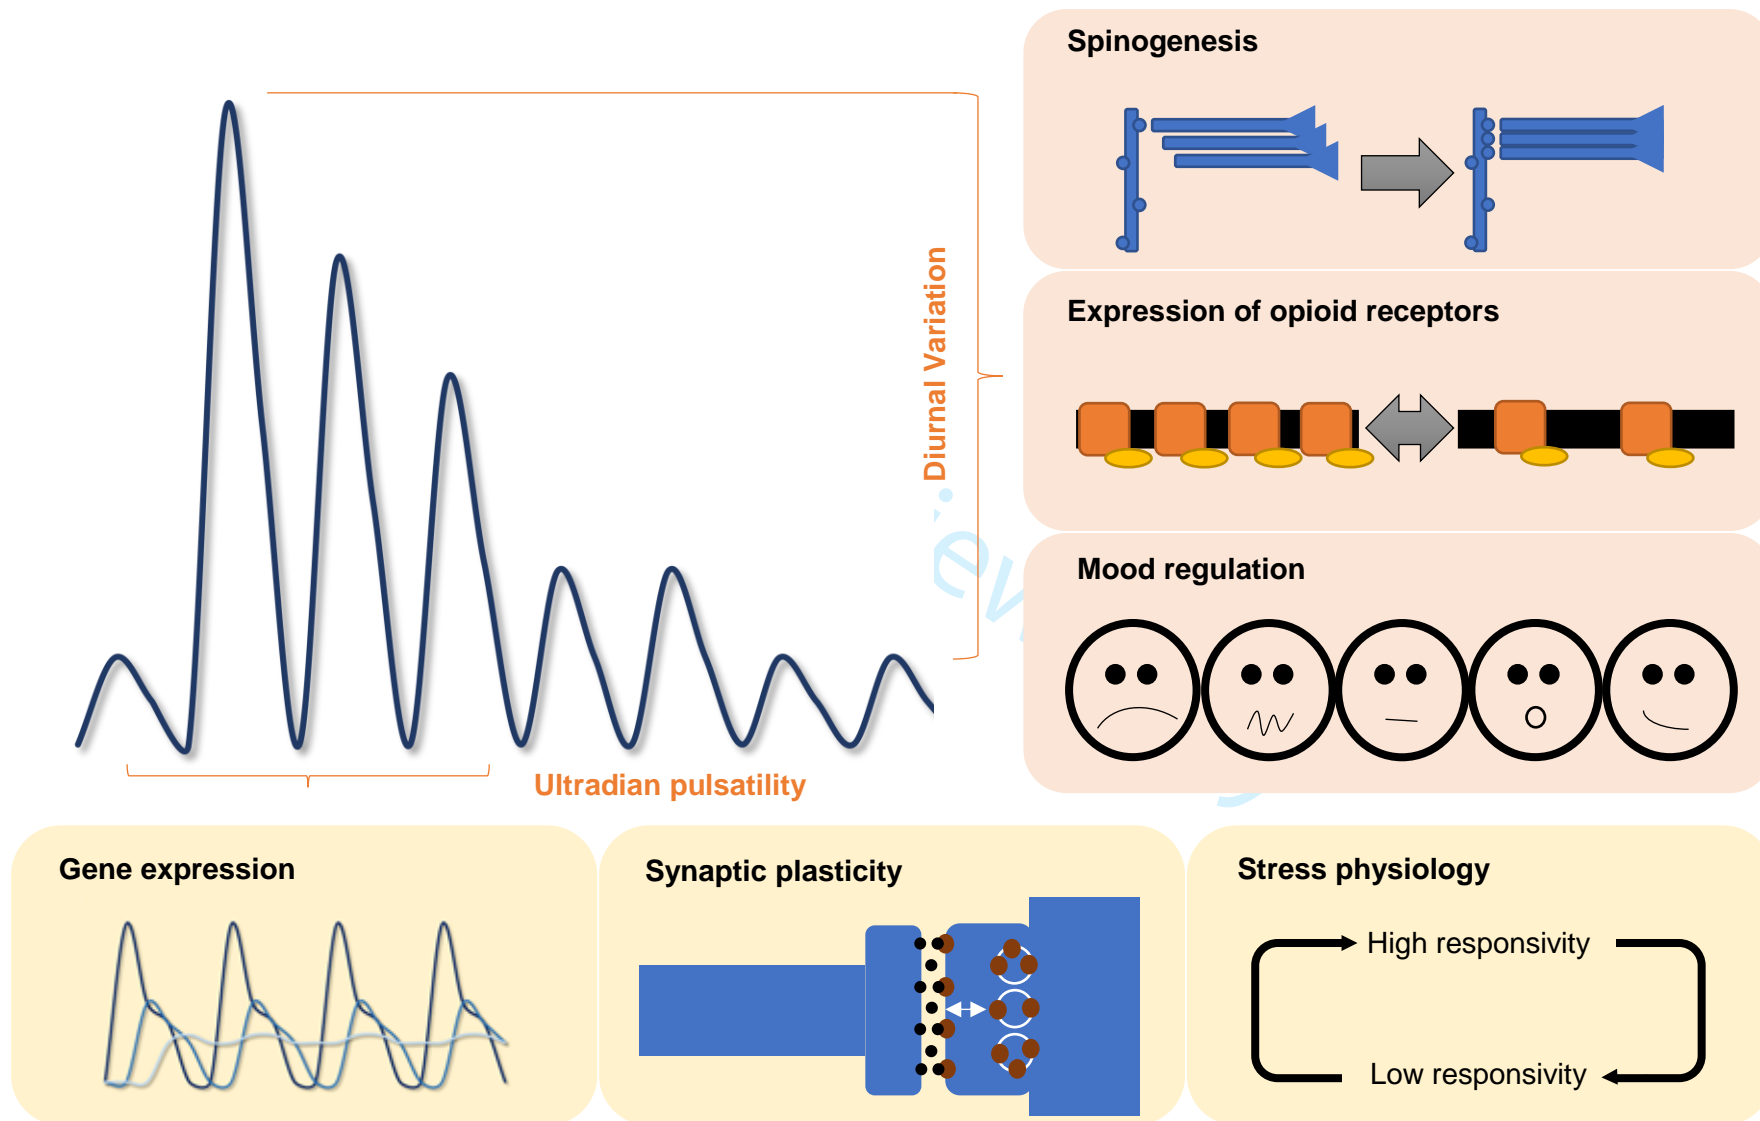 Spinogenesis
Diurnal Variation
Expression of opioid receptors
Mood regulation
Ultradian pulsatility
Gene expression
Synaptic plasticity
Stress physiology
High responsivity
Low responsivity